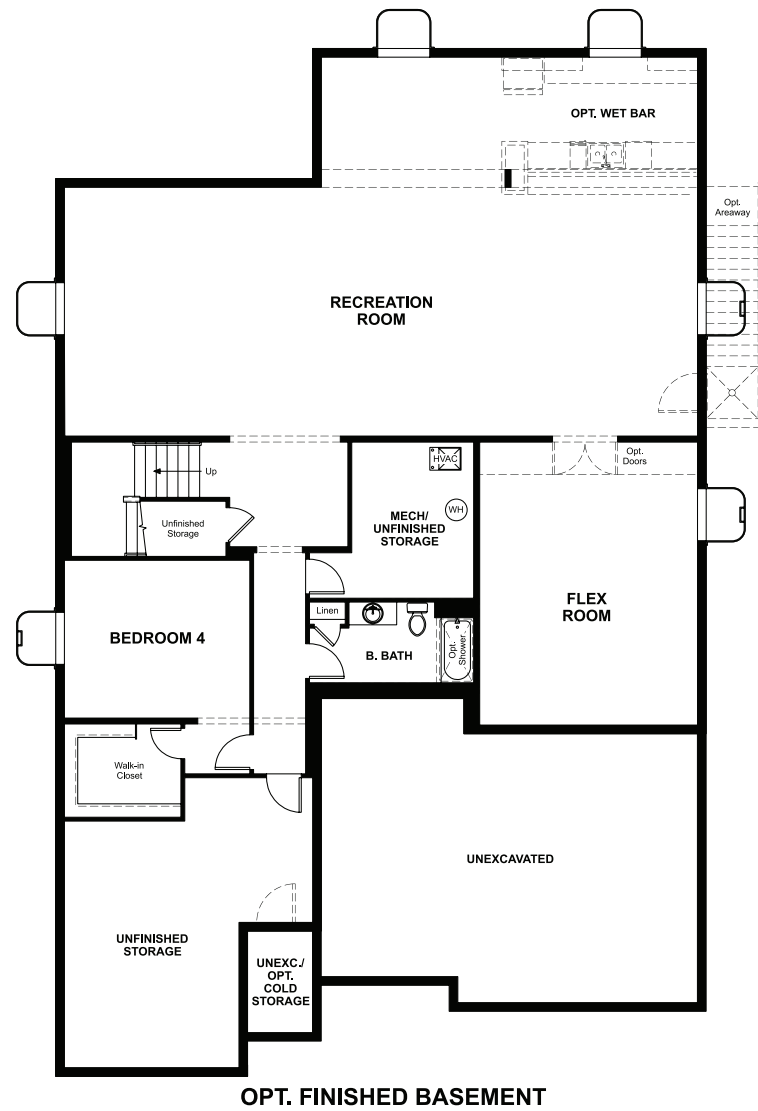 OPT. WET BAR
Opt.
Areaway
RECREATION
ROOM
HVAC
Opt.
Doors
Up
WH
MECH/
UNFINISHED
STORAGE
Unfinished
Storage
FLEX
ROOM
Linen
BEDROOM 4
B. BATH
Opt.
Shower
Walk-in
Closet
UNEXCAVATED
UNFINISHED
STORAGE
UNEXC./
OPT.
COLD
STORAGE
OPT. FINISHED BASEMENT